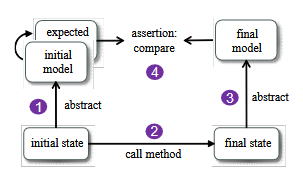 expected
initial
model
assertion:
compare
final
model
4
1
abstract
3
abstract
2
initial state
call method
final state